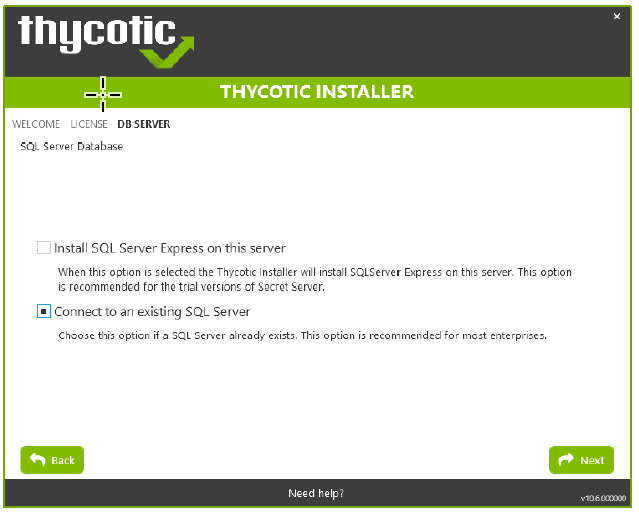 thycotic
THYCOTIC INSTALLER
WELCOME LICENSE DB SERVER
SQL Server Database
Install SQL Server Express on this server
When this option is selected the Thycotic Installer will install SQLServer Express on this server. This option
is recommended for the trial versions of Secret Server.
Connect to an existing SQL Server
Choose this option if a SQL Server already exists. This option is recommended for most enterprises.
Back
Next
Need help?
v10.6.000000